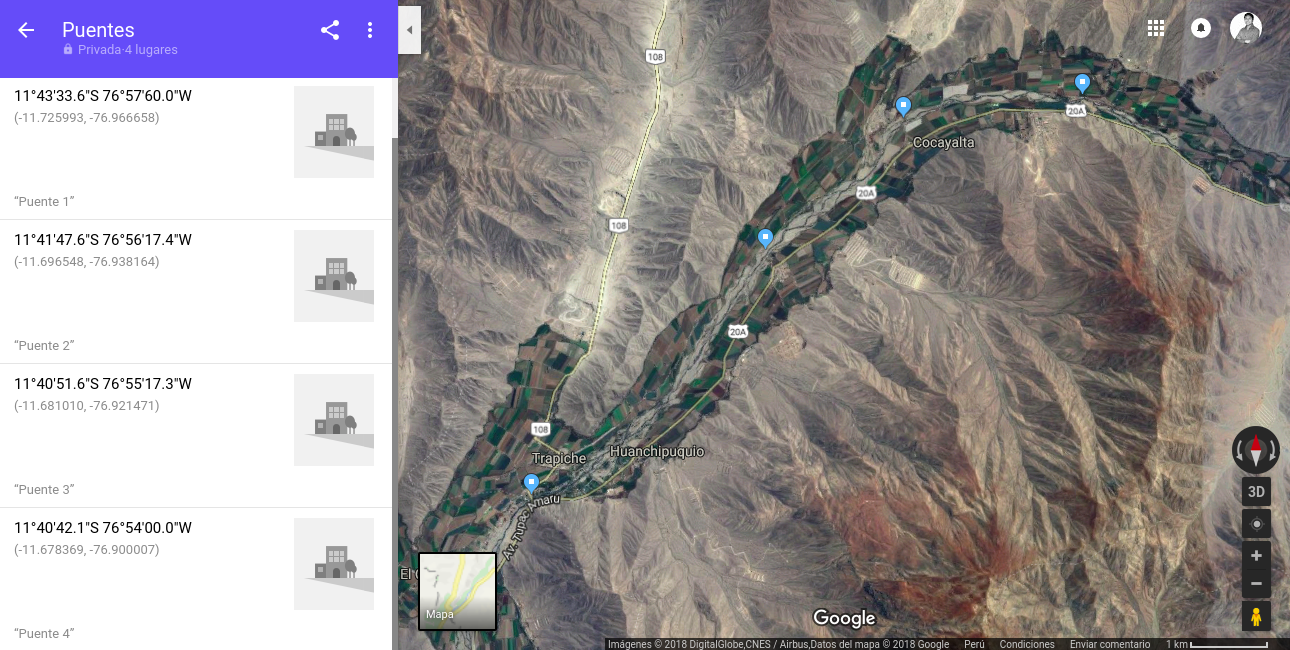 Puentes
Privada·4 lugares
11°43'33.6"S 76°57'60.0"W
(-11.725993, -76.966658)
“Puente 1”
11°41'47.6"S 76°56'17.4"W
(-11.696548, -76.938164)
“Puente 2”
11°40'51.6"S 76°55'17.3"W
(-11.681010, -76.921471)
“Puente 3”
11°40'42.1"S 76°54'00.0"W
(-11.678369, -76.900007)
“Puente 4”
108
20A
Cocayalta
20A
108
20A
108
Trapiche
Huanchipuquio
Av. Tupac Amaru
El
Mapa
3D
Google
Imágenes © 2018 DigitalGlobe,CNES / Airbus,Datos del mapa © 2018 Google Perú Condiciones Enviar comentario 1 km